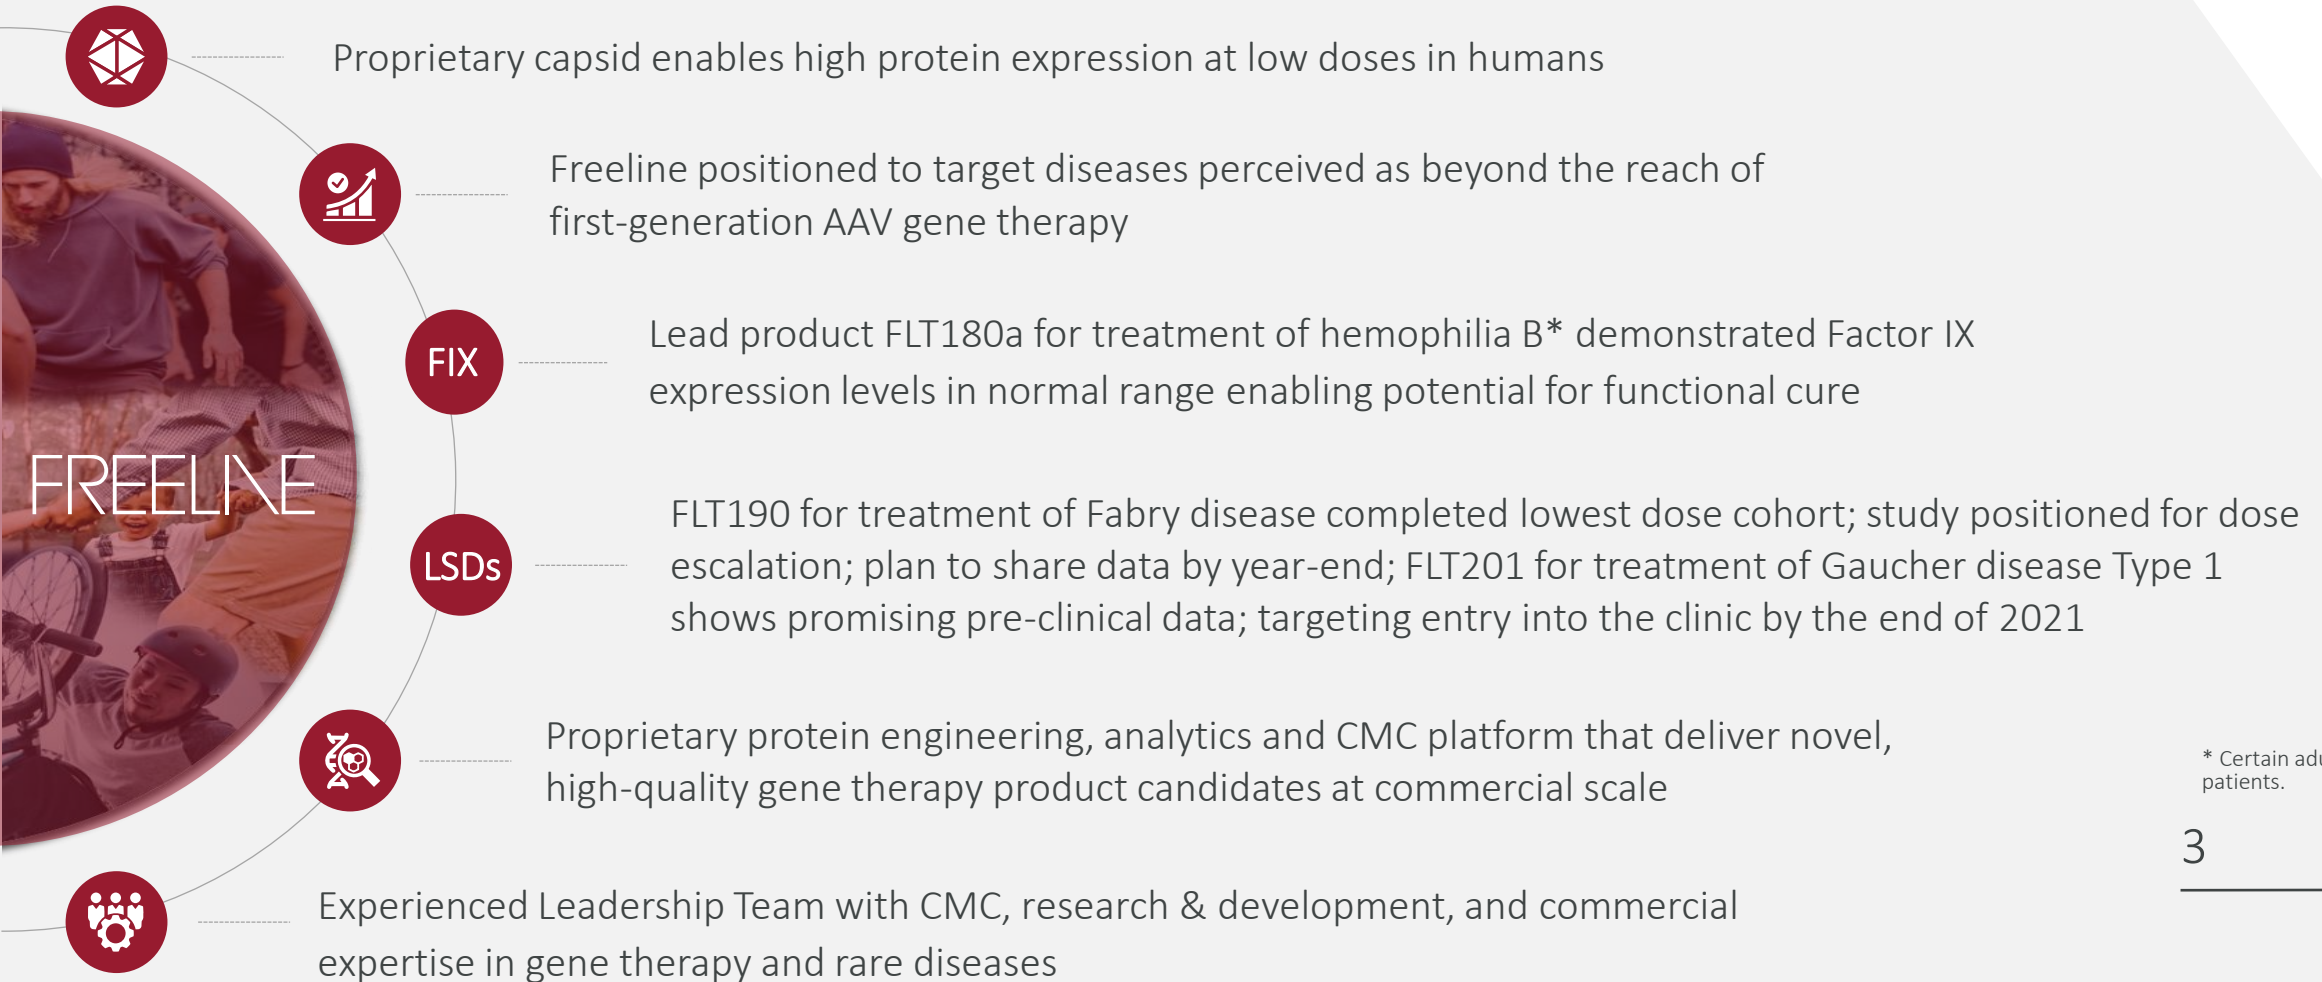 Proprietary capsid enables high protein expression at low doses in humans
Freeline positioned to target diseases perceived as beyond the reach of
first-generation AAV gene therapy
FIX
Lead product FLT180a for treatment of hemophilia B* demonstrated Factor IX
expression levels in normal range enabling potential for functional cure
FREELINE
LSDs
FLT190 for treatment of Fabry disease completed lowest dose cohort; study positioned for dose
escalation; plan to share data by year-end; FLT201 for treatment of Gaucher disease Type 1
shows promising pre-clinical data; targeting entry into the clinic by the end of 2021
Proprietary protein engineering, analytics and CMC platform that deliver novel,
high-quality gene therapy product candidates at commercial scale
* Certain
patients.
3
Experienced Leadership Team with CMC, research & development, and commercial
expertise in gene therapy and rare diseases